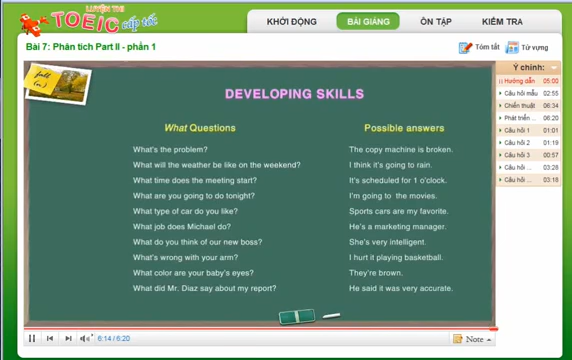 LUYỆN THI
TOEIC cấp tốc
KHỞI ĐỘNG BÀI GIẢNG ÔN TẬP KIỂM TRA
Bài 7: Phân tích Part II - phần 1
Tóm tắt Từ vựng
fall
(n)
DEVELOPING SKILLS
What Questions Possible answers
What's the problem? The copy machine is broken.
What will the weather be like on the weekend? I think it's going to rain.
What time does the meeting start? It's scheduled for 1 o'clock.
What are you going to do tonight? I'm going to the movies.
What type of car do you like? Sports cars are my favorite.
What job does Michael do? He's a marketing manager.
What do you think of our new boss? She's very intelligent.
What's wrong with your arm? I hurt it playing basketball.
What color are your baby's eyes? They're brown.
What did Mr. Diaz say about my report? He said it was very accurate.
Ý chính:
Hướng dẫn 05:00
Câu hỏi mẫu 02:55
Chiến thuật 06:34
Phát triển ... 06:20
Câu hỏi 1 01:01
Câu hỏi 2 01:19
Câu hỏi 3 00:57
Câu hỏi ... 03:28
Câu hỏi ... 03:18
6:14 / 6:20
Note